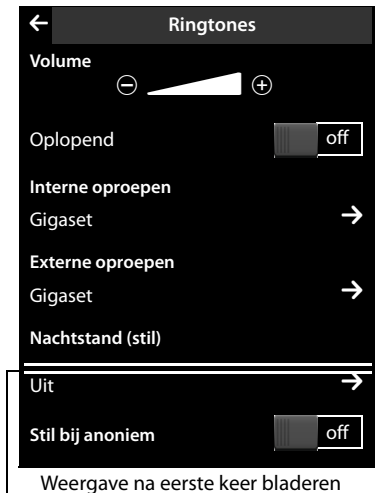 Ringtones
Volume
Oplopend off
Interne oproepen
Gigaset
Externe oproepen
Gigaset
Nachtstand (stil)
Uit
Stil bij anoniem off
Weergave na eerste keer bladeren